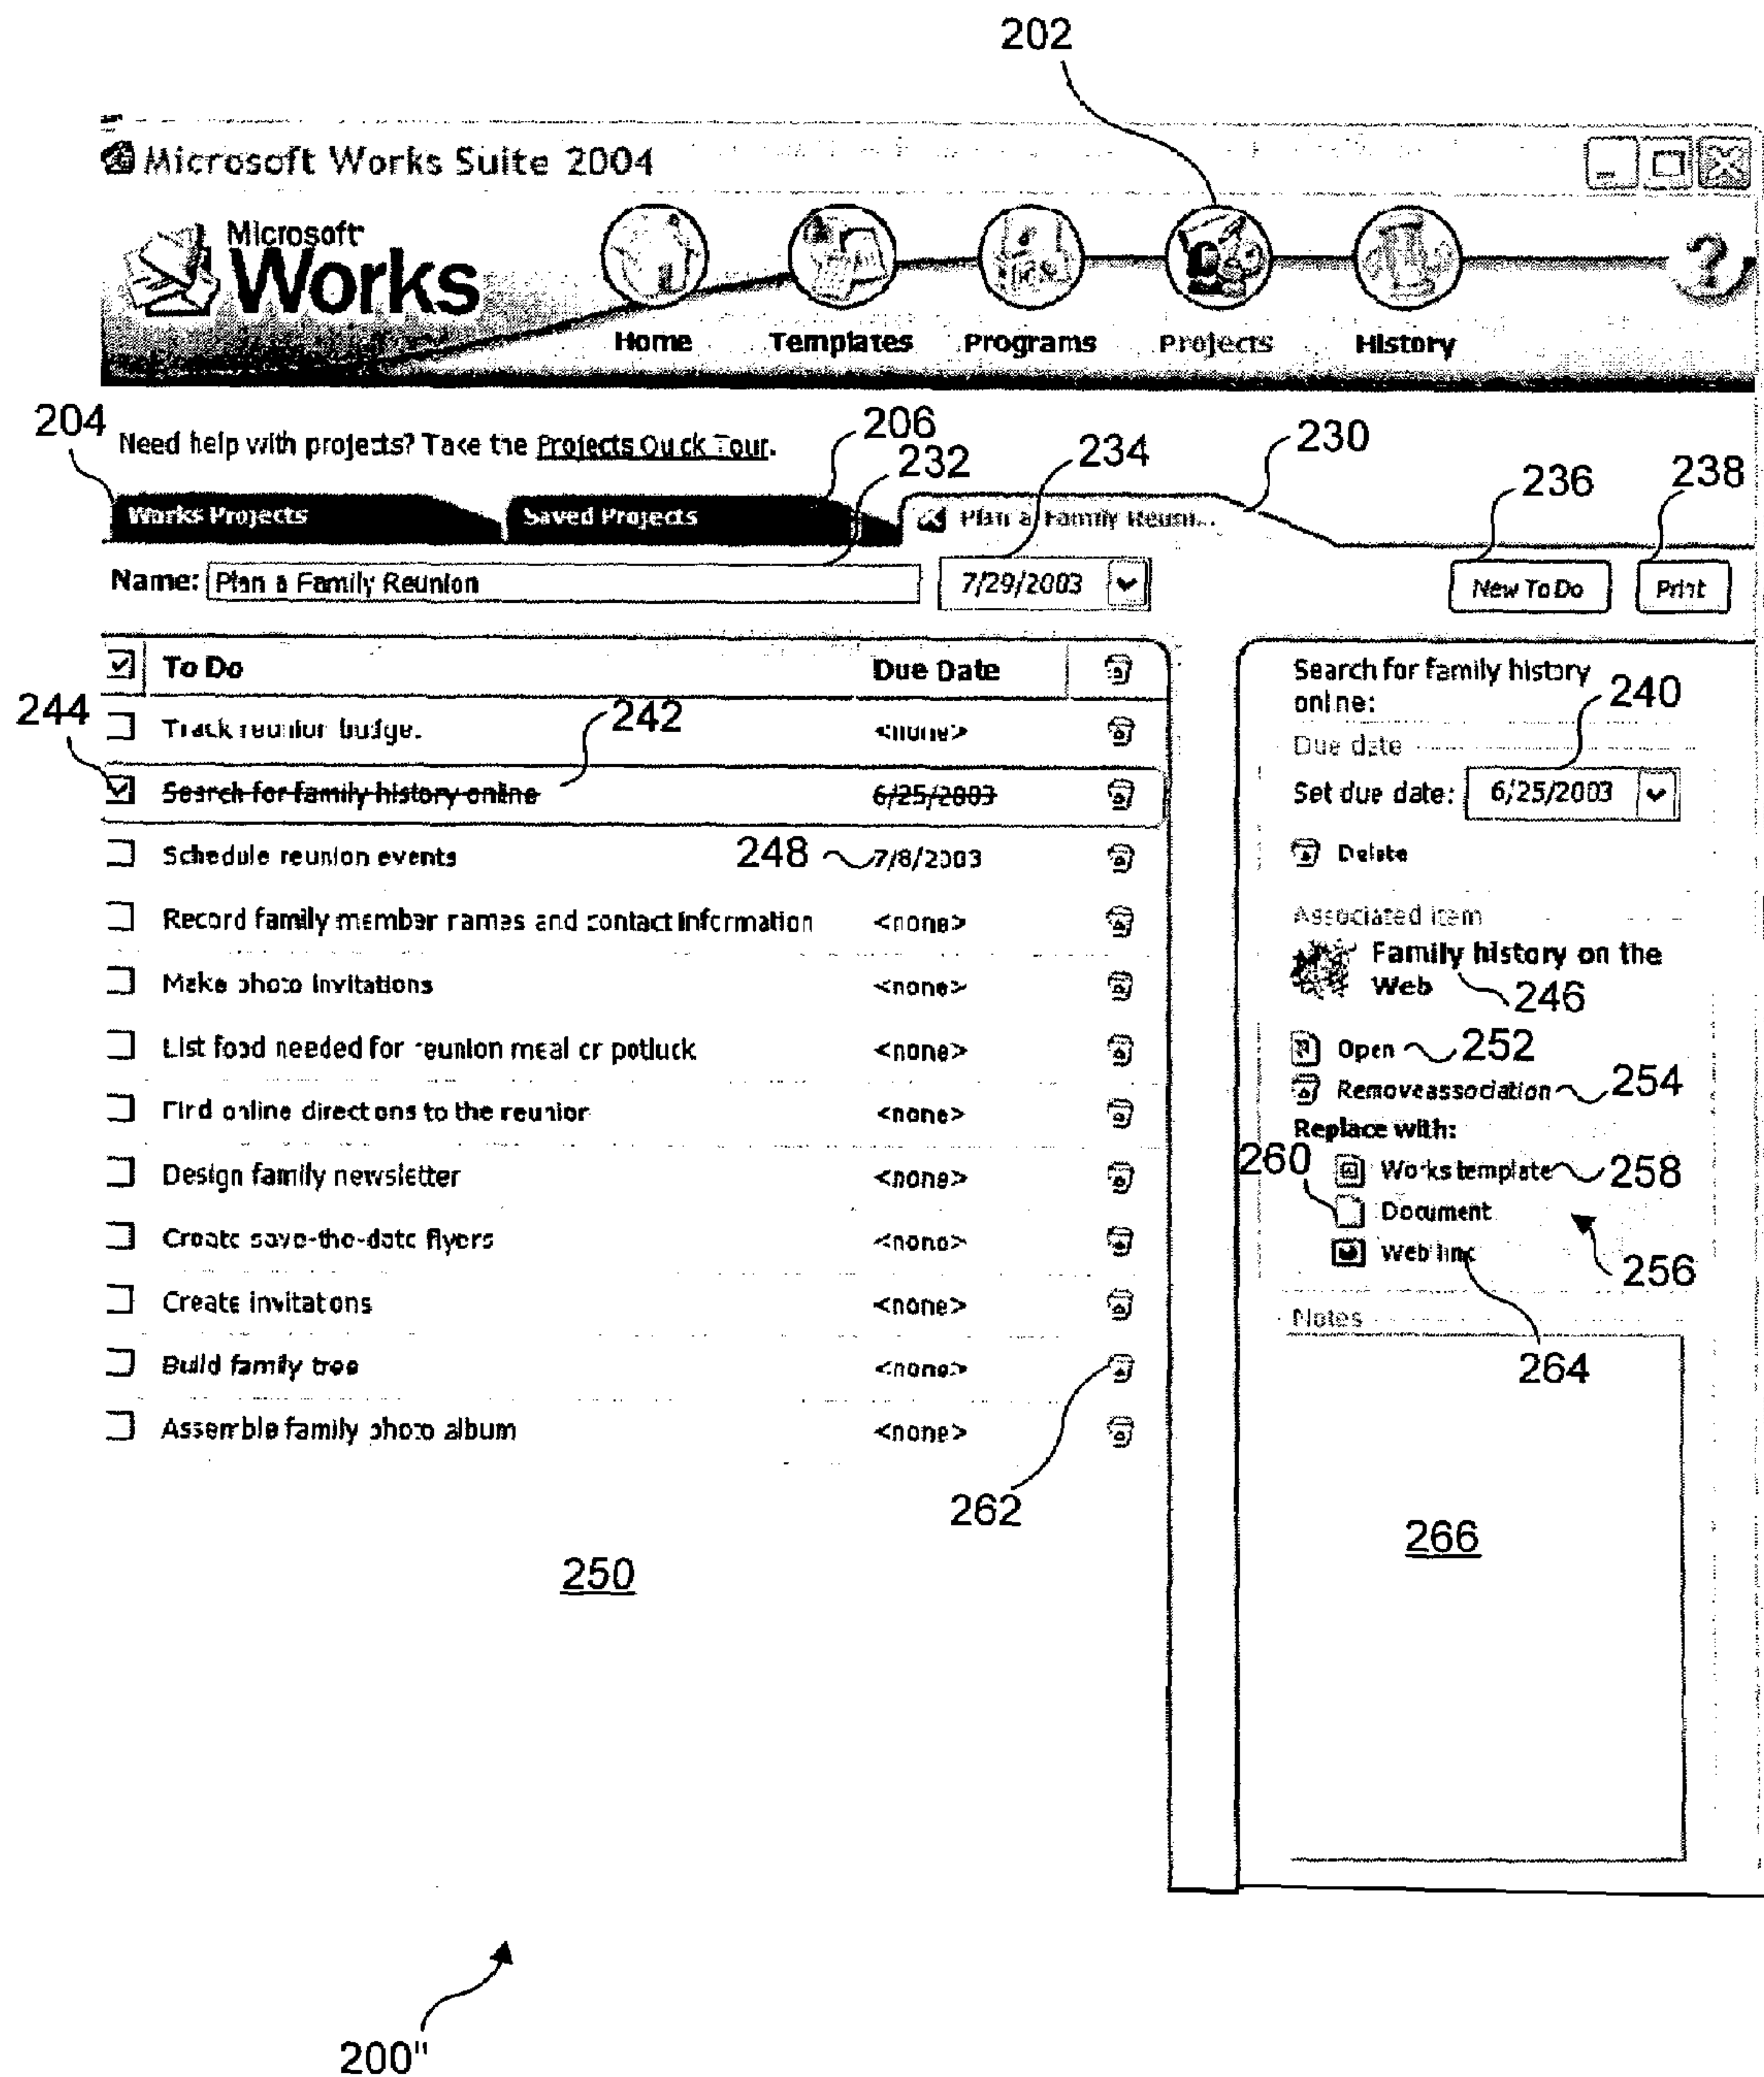 202
Microsoft Works Suite 2004
Microsoft
Works
Home Templates Programs Projects History ?
204 206 230
Need help with projects? Take the Projects Quick Tour.
232 234 236 238
Works Projects Saved Projects Plan a Family Reuni...
Name: Plan a Family Reunion 7/29/2003 New To Do Print
To Do Due Date
Search for family history
online:
240
244 242
Track reunion budget. <none>
Due date
Search for family history online 6/25/2003
Set due date: 6/25/2003
Schedule reunion events 248 7/8/2003
Delete
Record family member names and contact information <none>
Associated item
Family history on the
Web 246
Make photo invitations <none>
List food needed for reunion meal or potluck <none>
Open 252
Remove association 254
Find online directions to the reunion <none>
Replace with:
260 Works template 258
Design family newsletter <none>
Document
Create save-the-date flyers <none>
Web link
256
Create invitations <none>
Notes
Build family tree <none>
264
Assemble family photo album <none>
262
266
250
200"